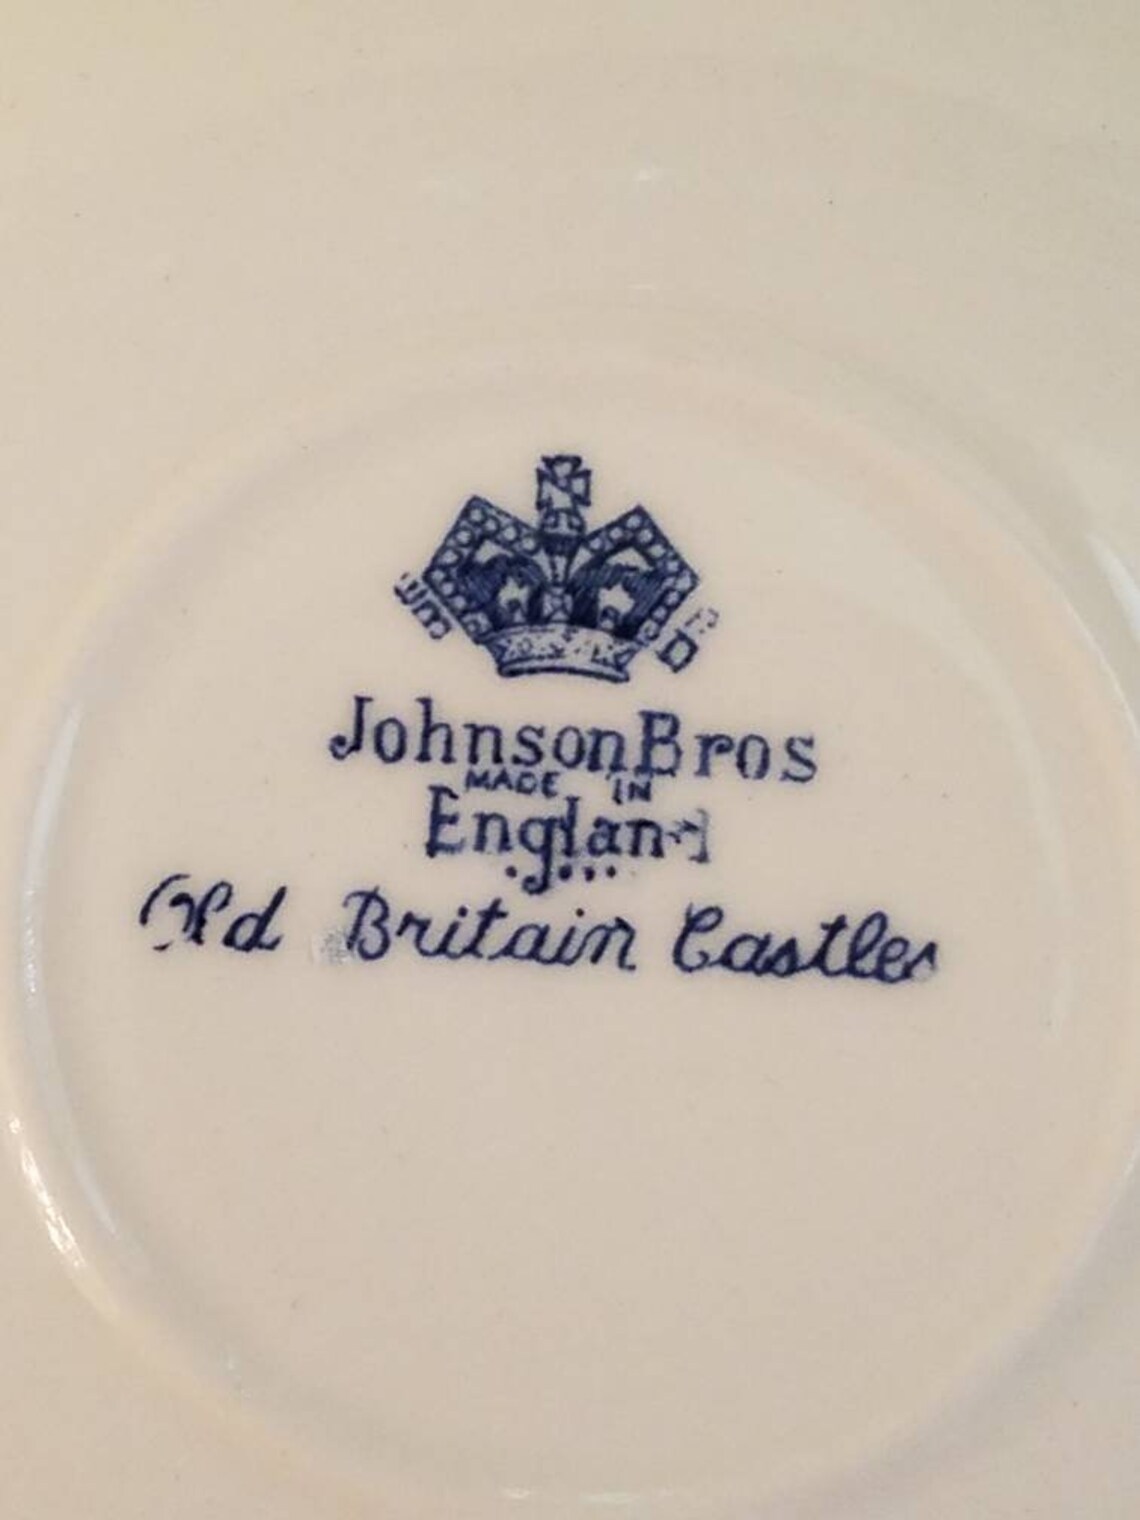 Johnson Bros
MADE IN
England
Old Britain Castles